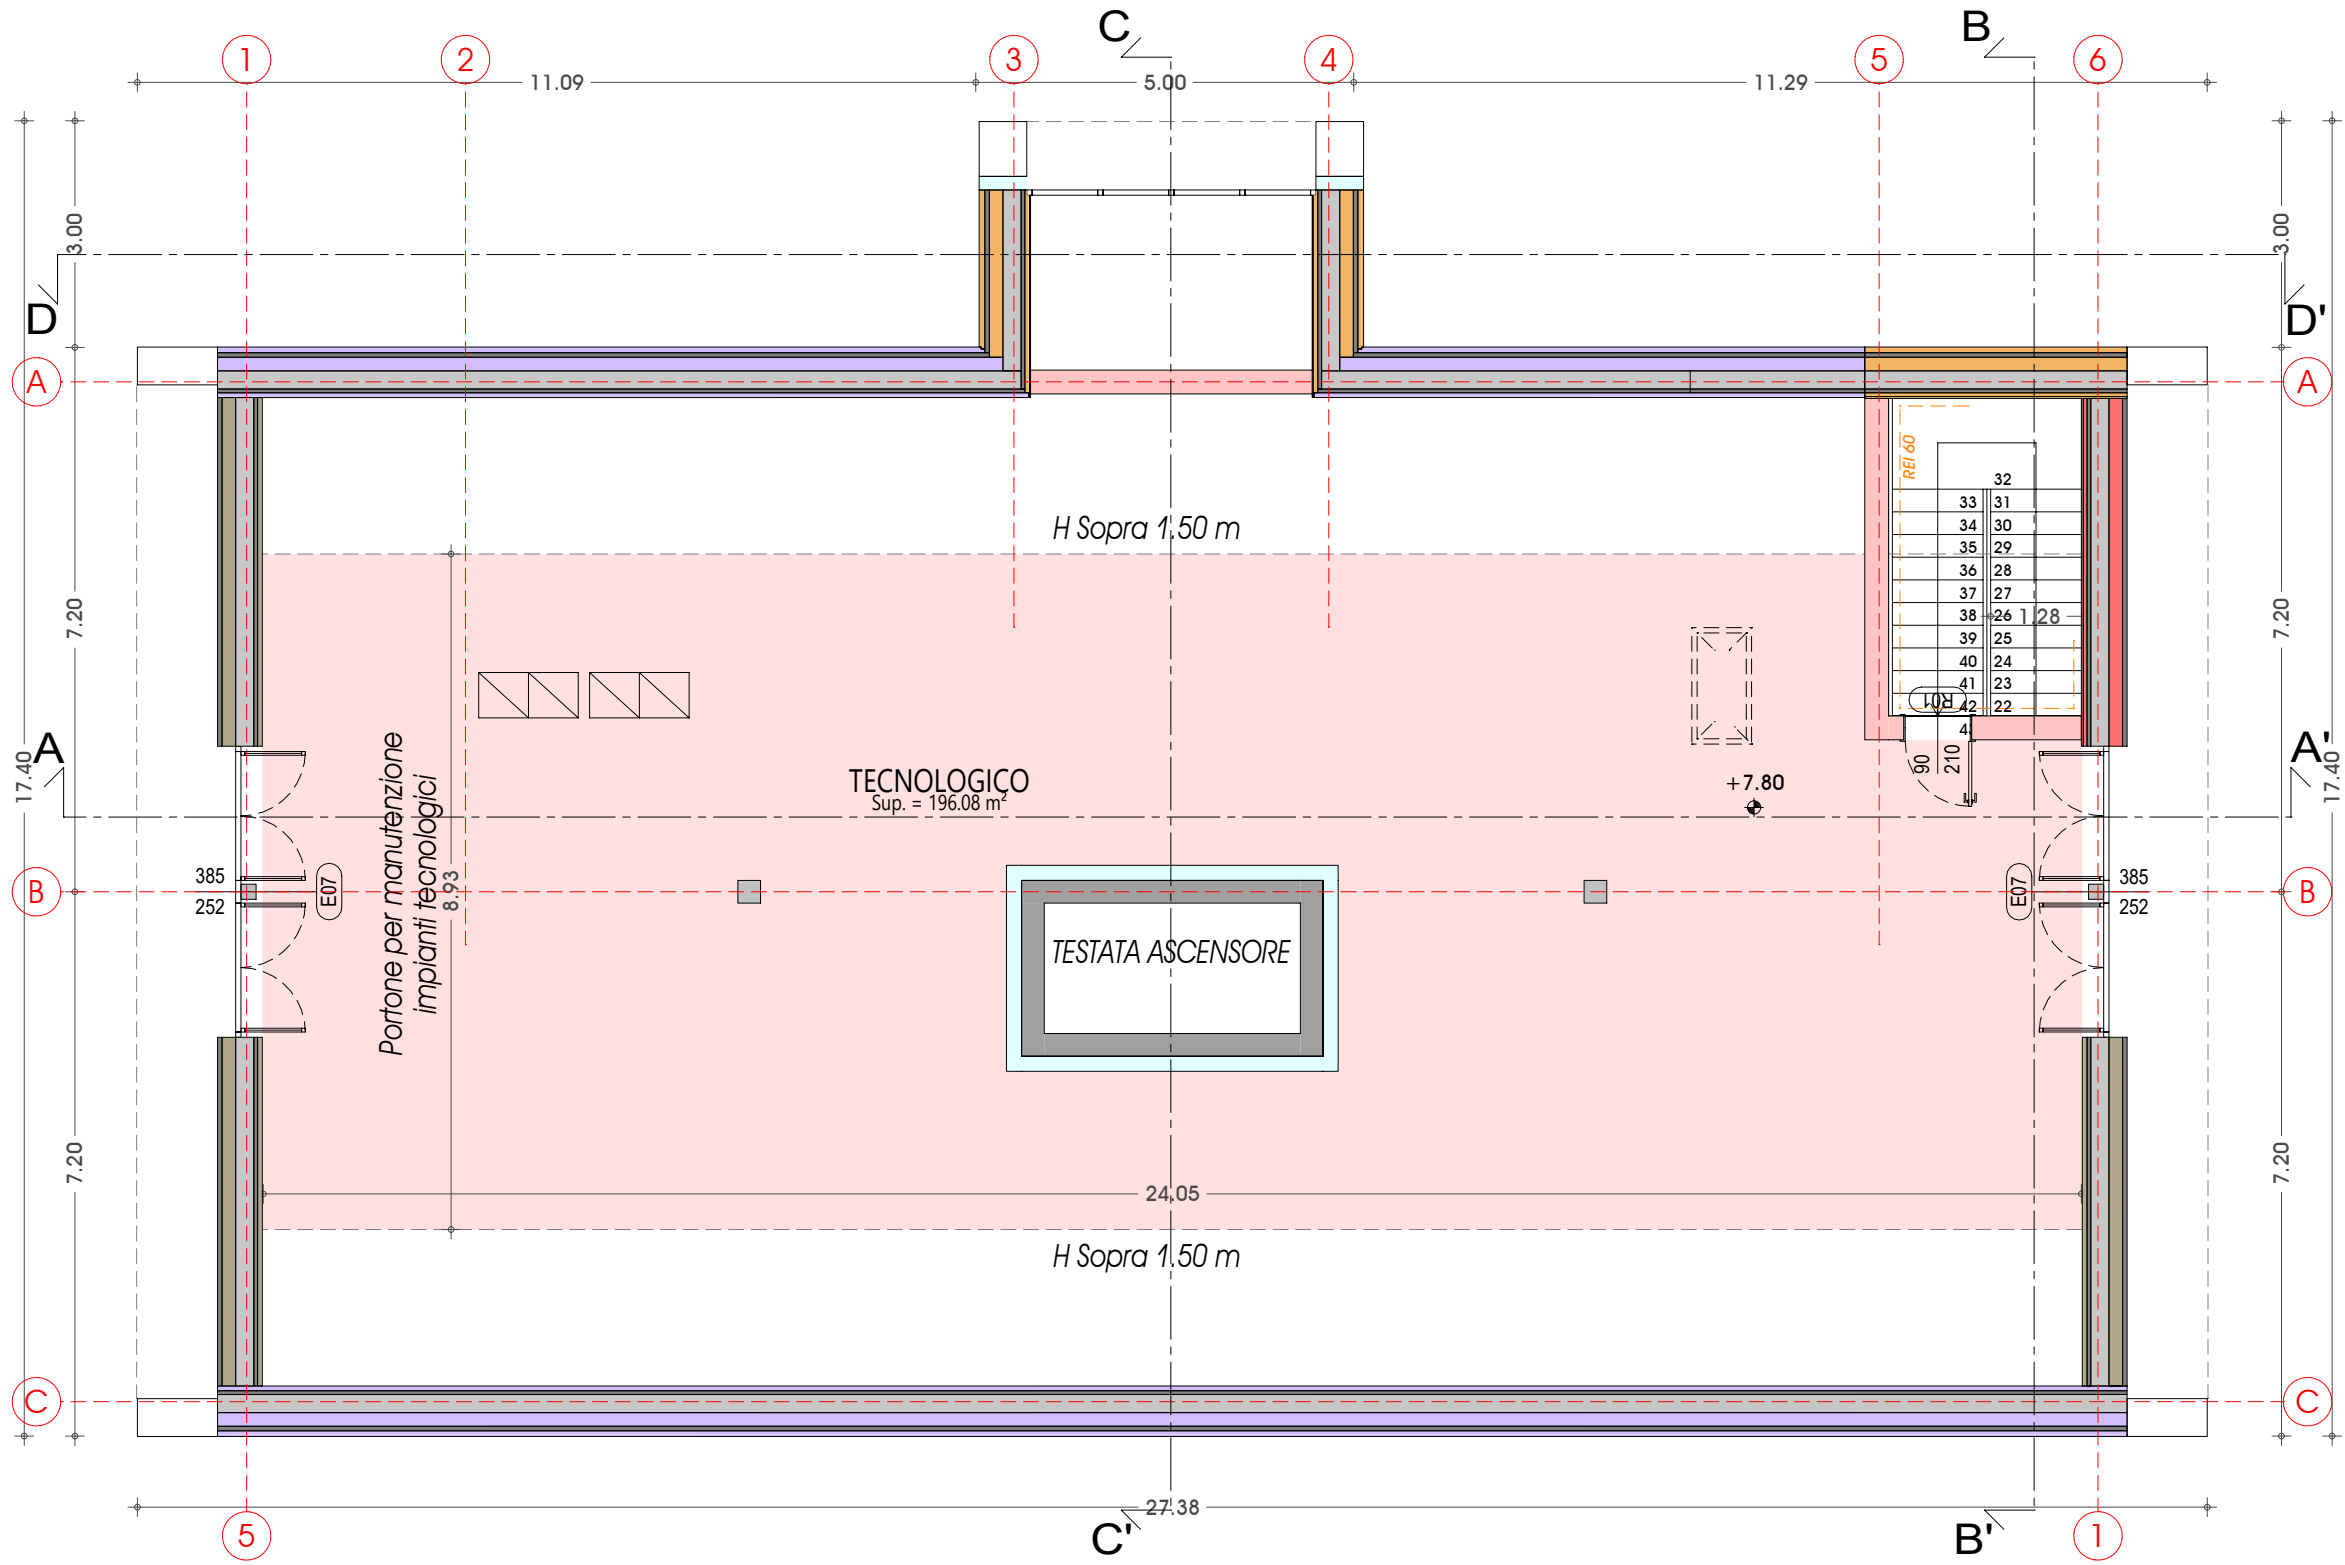 C
B
1
2
3
4
5
6
11.09
5.00
11.29
3.00
3.00
D
D'
A
A
REI 60
32
33 31
34 30
35 29
36 28
37 27
38 26
1.28
39 25
40 24
41 23
42 22
R01
H Sopra 1.50 m
7.20
7.20
17.40
17.40
A
A'
90
210
Portone per manutenzione
impianti tecnologici
8.93
TECNOLOGICO
Sup. = 196.08 m²
+7.80
385
252
E07
E07
385
252
B
B
TESTATA ASCENSORE
7.20
7.20
24.05
H Sopra 1.50 m
C
C
27.38
5
C'
B'
1